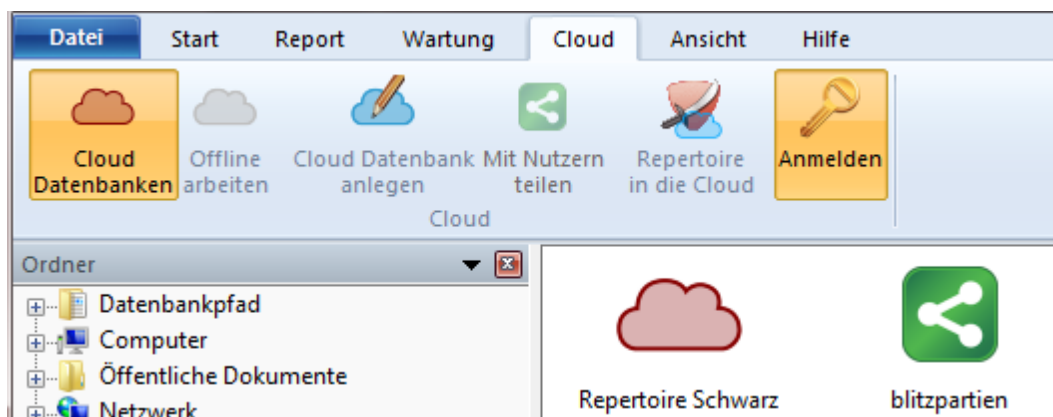 Datei Start Report Wartung Cloud Ansicht Hilfe
Cloud Datenbanken
Offline arbeiten
Cloud Datenbank anlegen
Mit Nutzern teilen
Repertoire in die Cloud
Anmelden
Cloud
Ordner
Datenbankpfad
Computer
Öffentliche Dokumente
Netzwerk
Repertoire Schwarz
blitzpartien